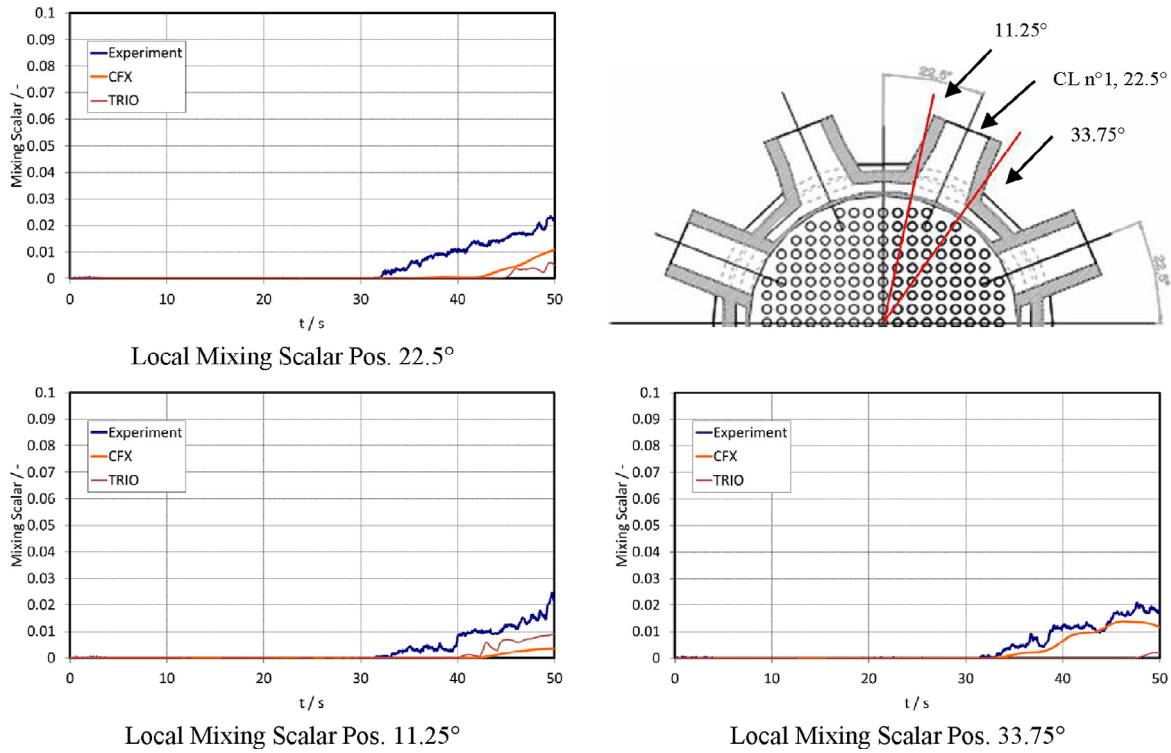 0.1
0.09
0.08
0.07
0.06
0.05
0.04
0.03
0.02
0.01
0
Mixing Scalar / -
Experiment
CFX
TRIO
0 10 20 30 40 50
t / s
Local Mixing Scalar Pos. 22.5°
11.25°
22.5°
CL n°1, 22.5°
33.75°
22.5°
0.1
0.09
0.08
0.07
0.06
0.05
0.04
0.03
0.02
0.01
0
Mixing Scalar / -
Experiment
CFX
TRIO
0 10 20 30 40 50
t / s
Local Mixing Scalar Pos. 11.25°
0.1
0.09
0.08
0.07
0.06
0.05
0.04
0.03
0.02
0.01
0
Mixing Scalar / -
Experiment
CFX
TRIO
0 10 20 30 40 50
t / s
Local Mixing Scalar Pos. 33.75°